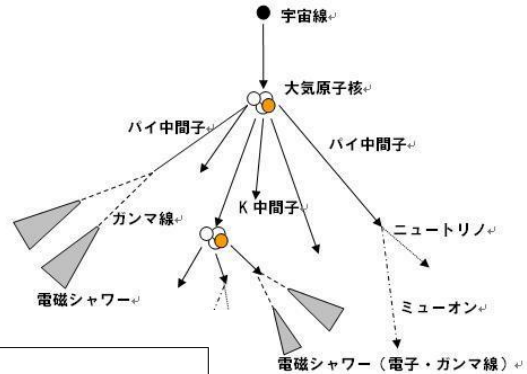 宇宙線
大気原子核
パイ中間子
パイ中間子
K 中間子
ガンマ線
ニュートリノ
電磁シャワー
ミューオン
電磁シャワー（電子・ガンマ線）